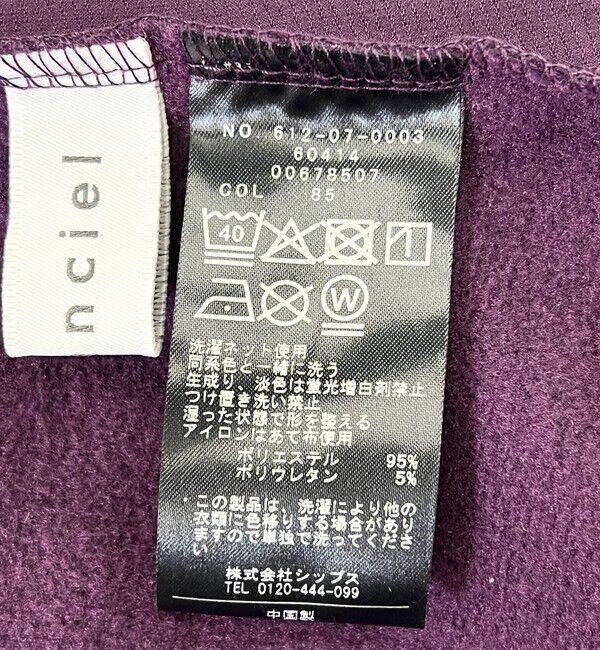 nciel
NO. 612-07-0003
60414
00678507
COL 85
40
1
W
洗濯ネット使用
同系色と一緒に洗う
生成り、淡色は蛍光増白剤禁止
つけ置き洗い禁止
湿った状態で形を整える
アイロンはあて布使用
ポリエステル 95%
ポリウレタン 5%
・この製品は、洗濯により他の
衣類に色移りする場合があり
ますので単独で洗ってくださ
い
株式会社シップス
TEL 0120-444-099
中国製